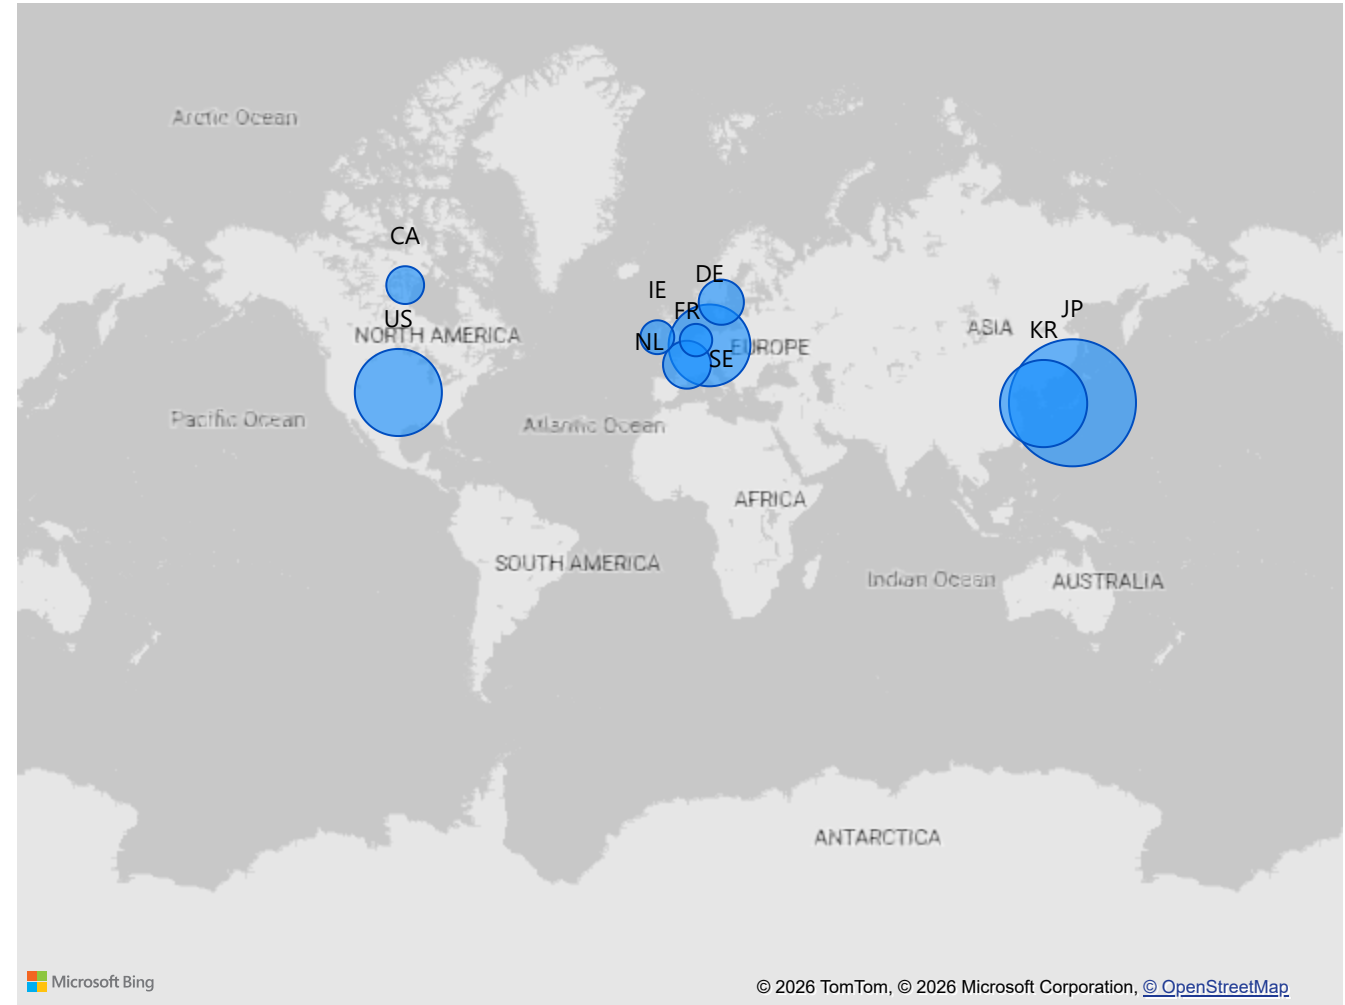 Arctic Ocean
CA
DE
IE
US
FR
JP
NORTH AMERICA
ASIA
KR
NL
EUROPE
SE
Pacific Ocean
Atlantic Ocean
AFRICA
SOUTH AMERICA
Indian Ocean
AUSTRALIA
ANTARCTICA
Microsoft Bing
© 2026 TomTom, © 2026 Microsoft Corporation, © OpenStreetMap